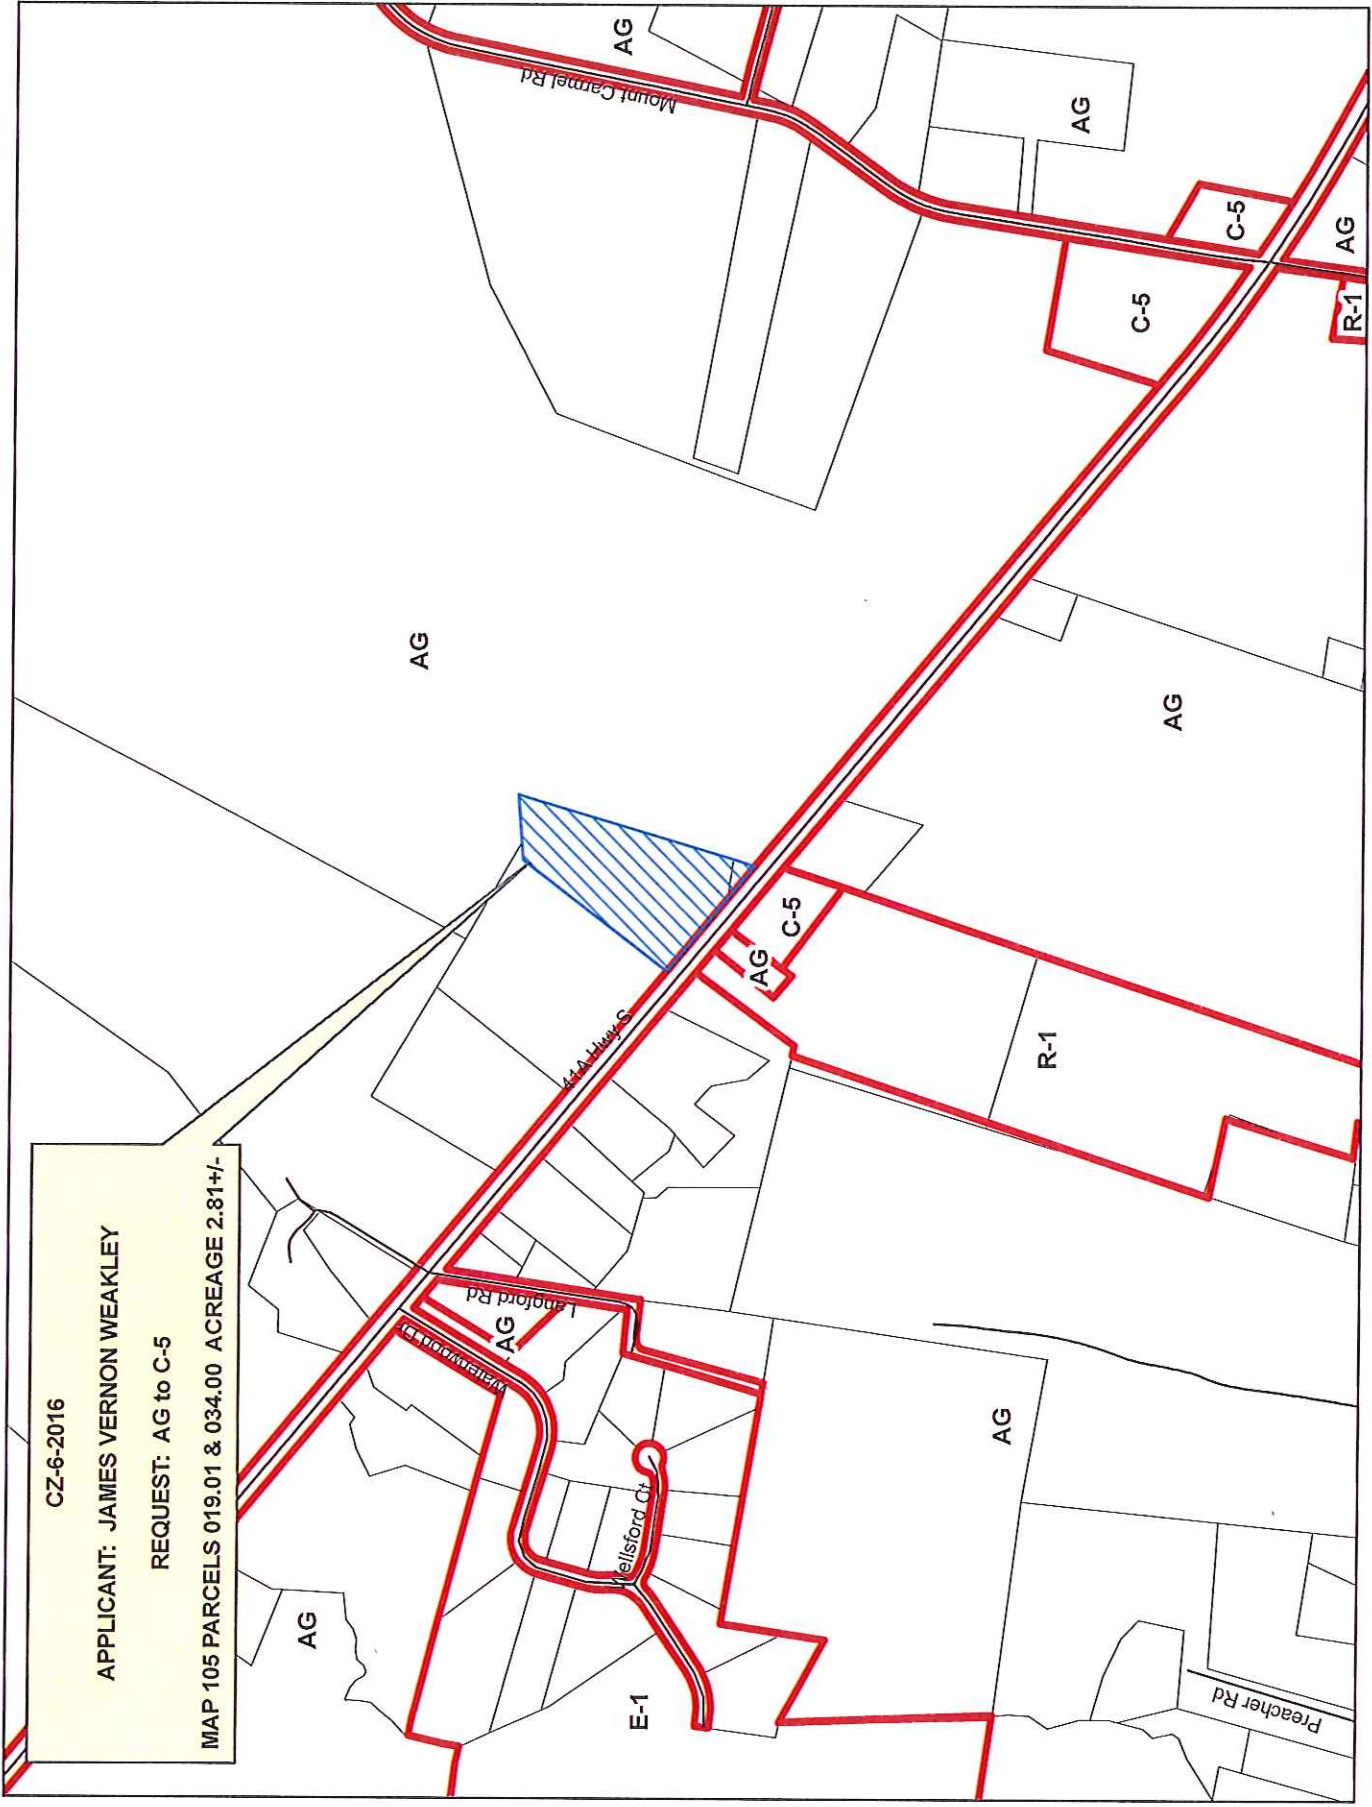 CZ-6-2016
APPLICANT: JAMES VERNON WEAKLEY
REQUEST: AG to C-5
MAP 105 PARCELS 019.01 & 034.00 ACREAGE 2.81+/-
AG
Waterwood Dr
AG
Langford Rd
Wellsford Ct
E-1
AG
Preacher Rd
41A Hwy S
AG
C-5
R-1
AG
AG
Mount Carmel Rd
AG
AG
C-5
C-5
AG
R-1